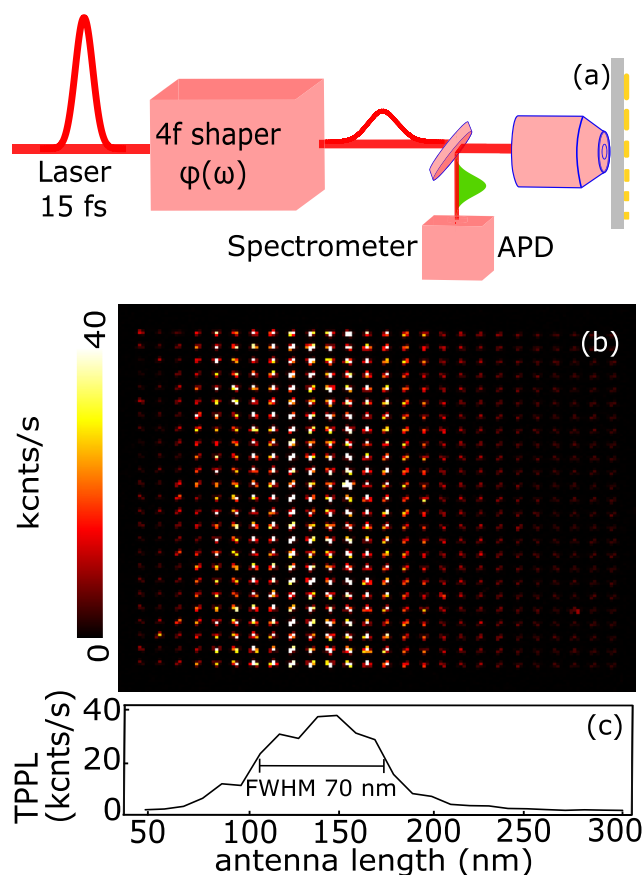 (a)
4f shaper
φ(ω)
Laser
15 fs
Spectrometer
APD
40
(b)
kcnts/s
0
TPPL
(kcnts/s)
40
20
0
(c)
FWHM 70 nm
50
100
150
200
250
300
antenna length (nm)